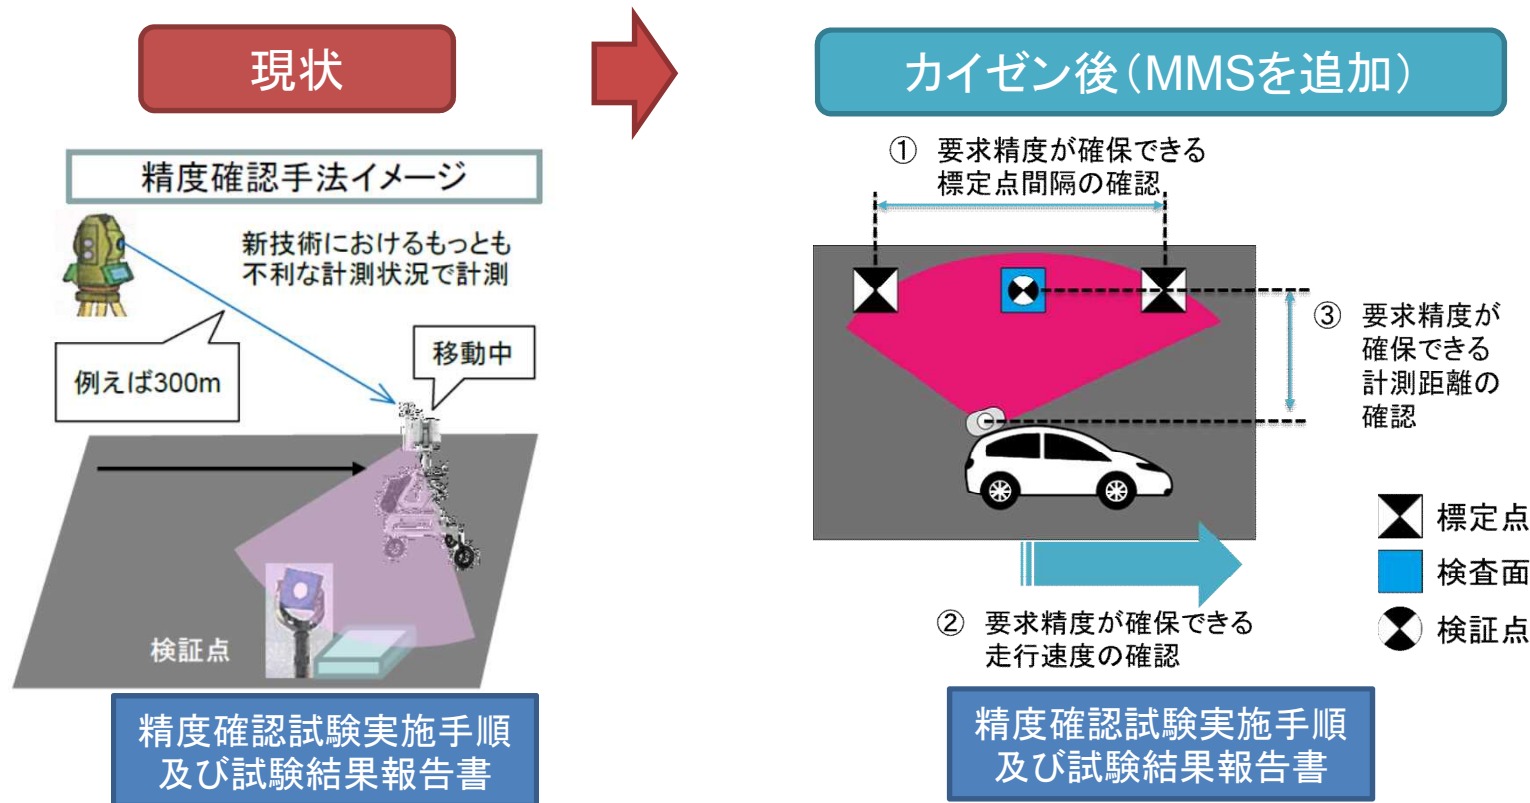 現状
精度確認手法イメージ
新技術におけるもっとも
不利な計測状況で計測
例えば300m
移動中
検証点
精度確認試験実施手順
及び試験結果報告書
カイゼン後（MMSを追加）
① 要求精度が確保できる
標定点間隔の確認
③ 要求精度が
確保できる
計測距離の
確認
② 要求精度が確保できる
走行速度の確認
標定点
検査面
検証点
精度確認試験実施手順
及び試験結果報告書